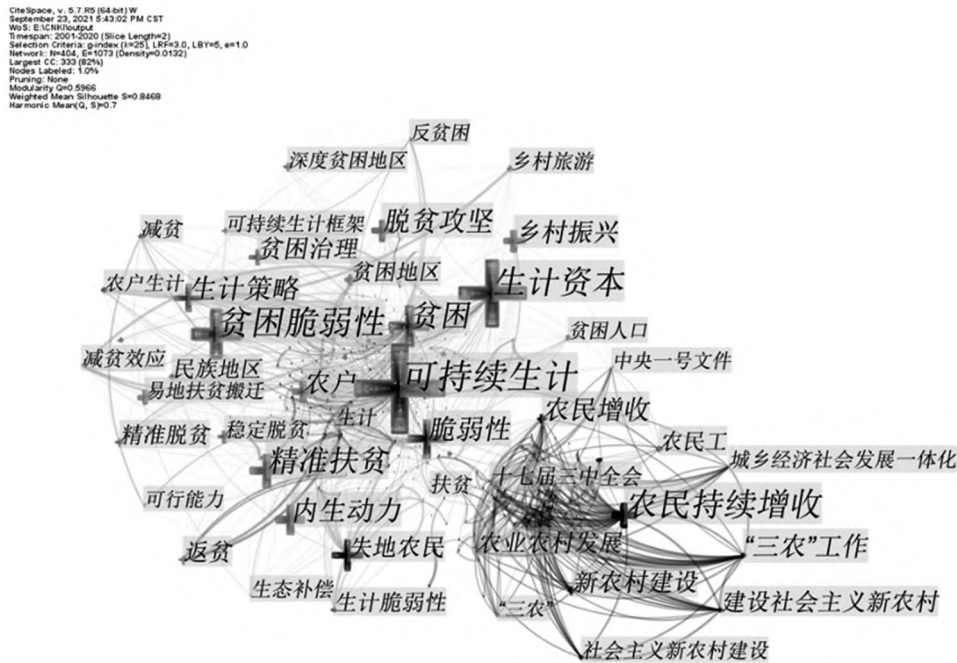 CiteSpace, v. 5.7.R5 (64-bit) W
September 23, 2021 5:43:02 PM CST
WoS: E:\CNKI\output
Timespan: 2001-2020 (Slice Length=2)
Selection Criteria: g-index (k=25), LRF=3.0, LBY=5, e=1.0
Network: N=404, E=1073 (Density=0.0132)
Largest CC: 333 (82%)
Nodes Labeled: 1.0%
Pruning: None
Modularity Q=0.5966
Weighted Mean Silhouette S=0.8468
Harmonic Mean(Q, S)=0.7
反贫困
深度贫困地区
乡村旅游
减贫
可持续生计框架
脱贫攻坚
乡村振兴
贫困治理
贫困地区
农户生计
生计策略
生计资本
贫困脆弱性
贫困
贫困人口
减贫效应
民族地区
中央一号文件
农户
可持续生计
易地扶贫搬迁
生计
农民增收
精准脱贫
稳定脱贫
脆弱性
农民工
精准扶贫
城乡经济社会发展一体化
扶贫
十七届三中全会
可行能力
内生动力
农民持续增收
返贫
失地农民
农业农村发展
“三农”工作
生态补偿
新农村建设
生计脆弱性
“三农”
建设社会主义新农村
社会主义新农村建设